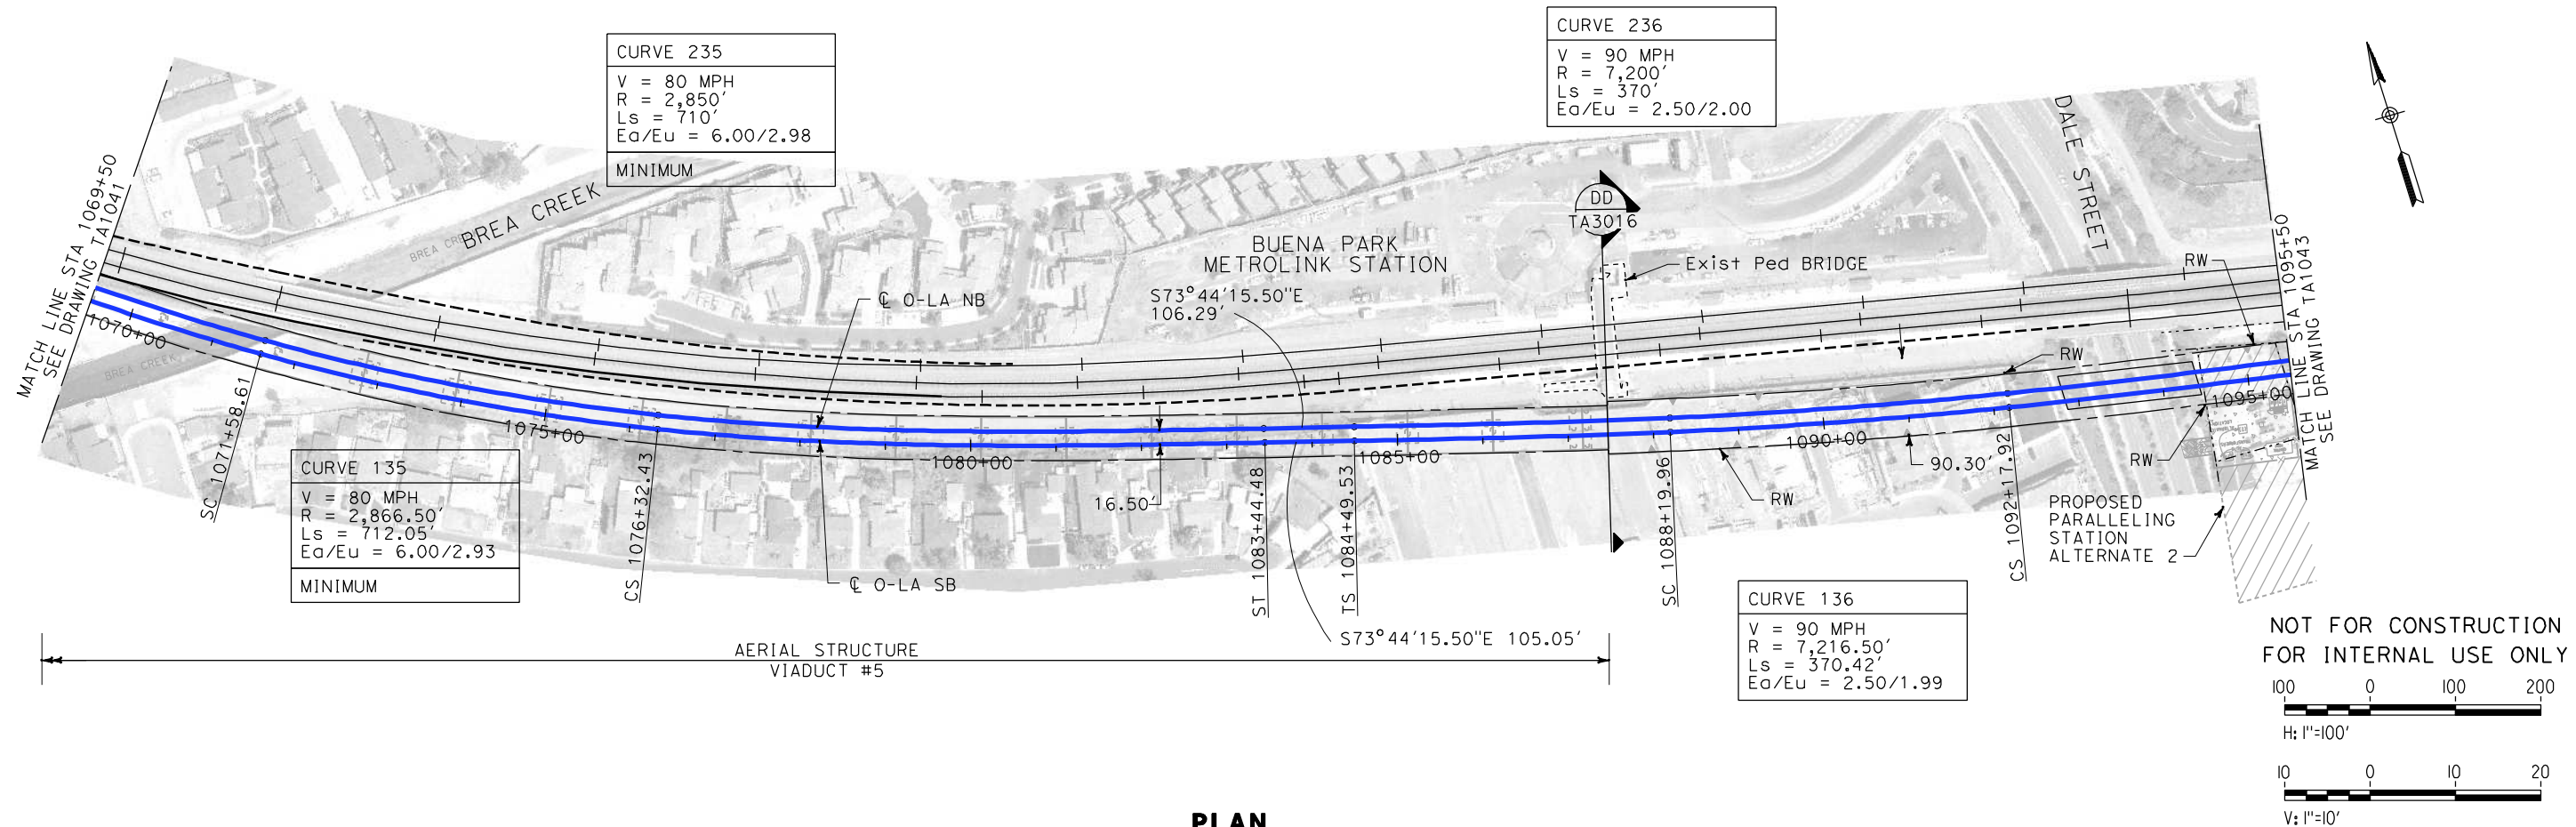 CURVE 235
V = 80 MPH
R = 2,850'
Ls = 710'
Ea/Eu = 6.00/2.98
MINIMUM
CURVE 236
V = 90 MPH
R = 7,200'
Ls = 370'
Ea/Eu = 2.50/2.00
MATCH LINE STA 1069+50
SEE DRAWING TA1041
BREA CREEK
BREA CREEK
BREA CREEK
BUENA PARK
METROLINK STATION
DD
TA3016
Exist Ped BRIDGE
DALE STREET
RW
MATCH LINE STA 1095+50
SEE DRAWING TA1043
S73°44'15.50"E
106.29'
℄ O-LA NB
1070+00
1075+00
1080+00
1085+00
1090+00
1095+00
RW
RW
RW
90.30'
16.50'
SC 1071+58.61
CS 1076+32.43
ST 1083+44.48
TS 1084+49.53
SC 1088+19.96
CS 1092+17.92
CURVE 135
V = 80 MPH
R = 2,866.50'
Ls = 712.05'
Ea/Eu = 6.00/2.93
MINIMUM
℄ O-LA SB
S73°44'15.50"E 105.05'
PROPOSED
PARALLELING
STATION
ALTERNATE 2
CURVE 136
V = 90 MPH
R = 7,216.50'
Ls = 370.42'
Ea/Eu = 2.50/1.99
AERIAL STRUCTURE
VIADUCT #5
NOT FOR CONSTRUCTION
FOR INTERNAL USE ONLY
100 0 100 200
H: 1"=100'
10 0 10 20
V: 1"=10'
PLAN